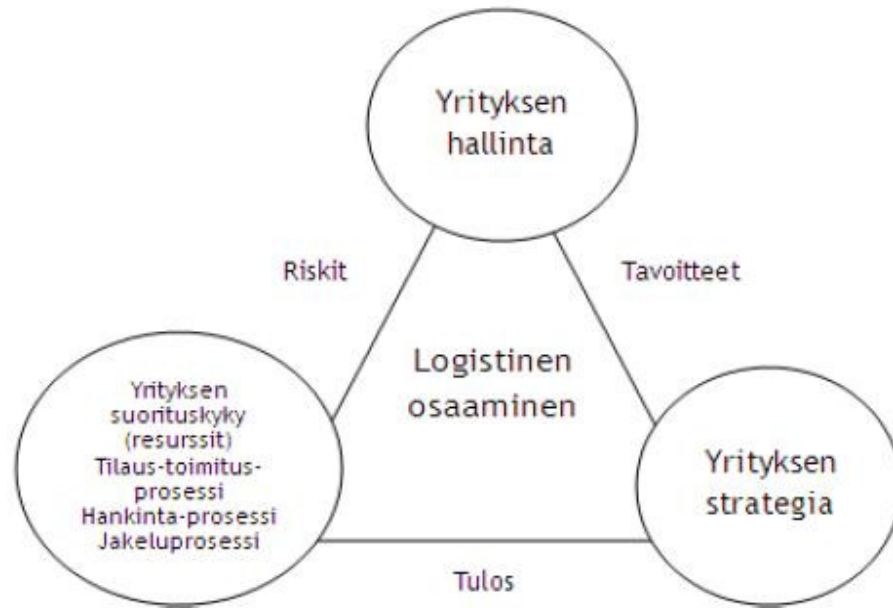 Yrityksen
hallinta
Riskit
Tavoitteet
Logistinen
osaaminen
Yrityksen
suorituskyky
(resurssit)
Tilaus-toimitus-
prosessi
Hankinta-prosessi
Jakeluprosessi
Yrityksen
strategia
Tulos